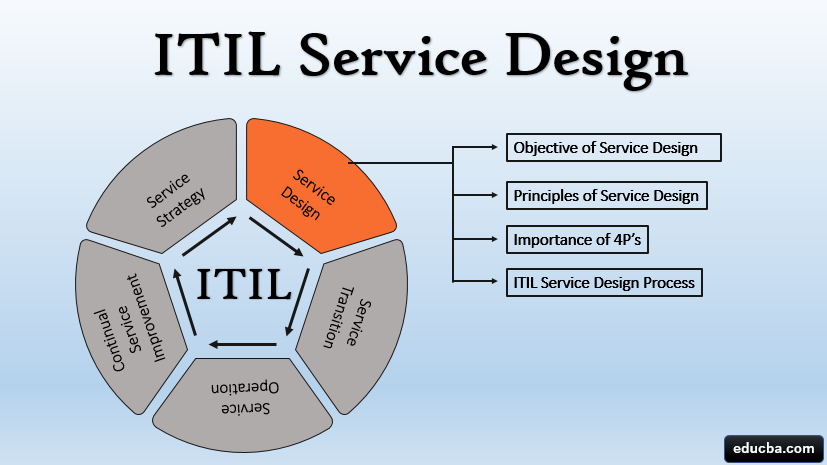 ITIL Service Design
Service
Strategy
Service
Design
Service
Transition
Service
Operation
Continual
Service
Improvement
ITIL
Objective of Service Design
Principles of Service Design
Importance of 4P's
ITIL Service Design Process
educba.com